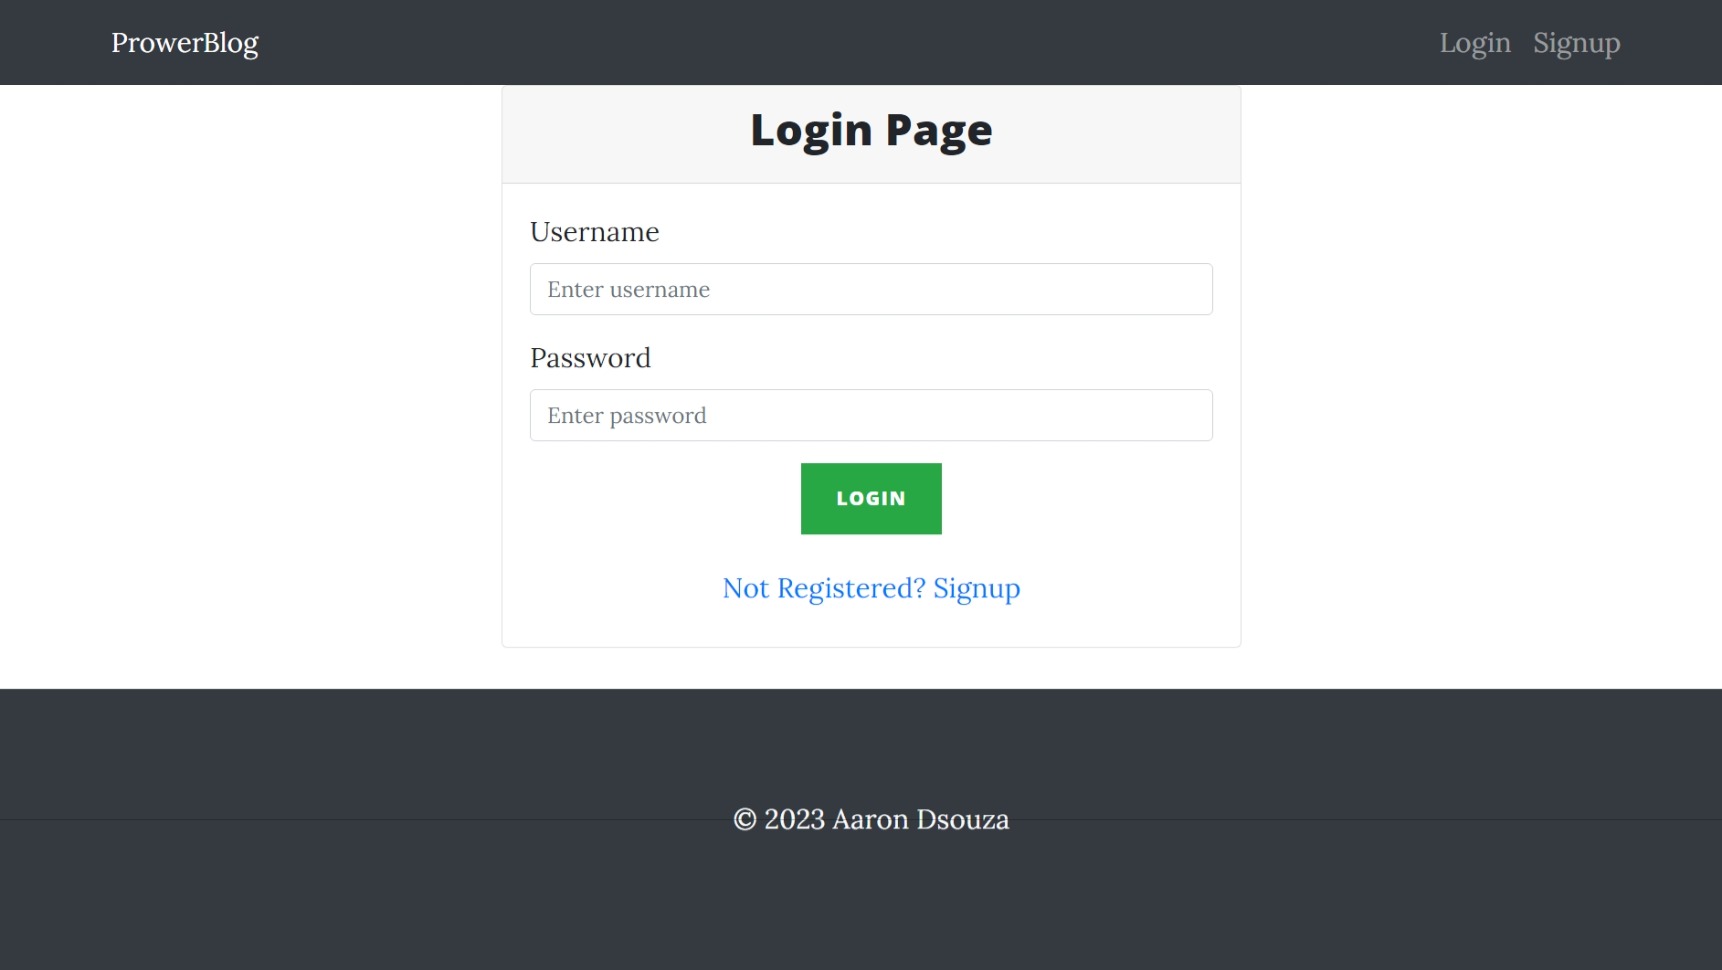 ProwerBlog
Login Signup
Login Page
Username
Enter username
Password
Enter password
LOGIN
Not Registered? Signup
© 2023 Aaron Dsouza